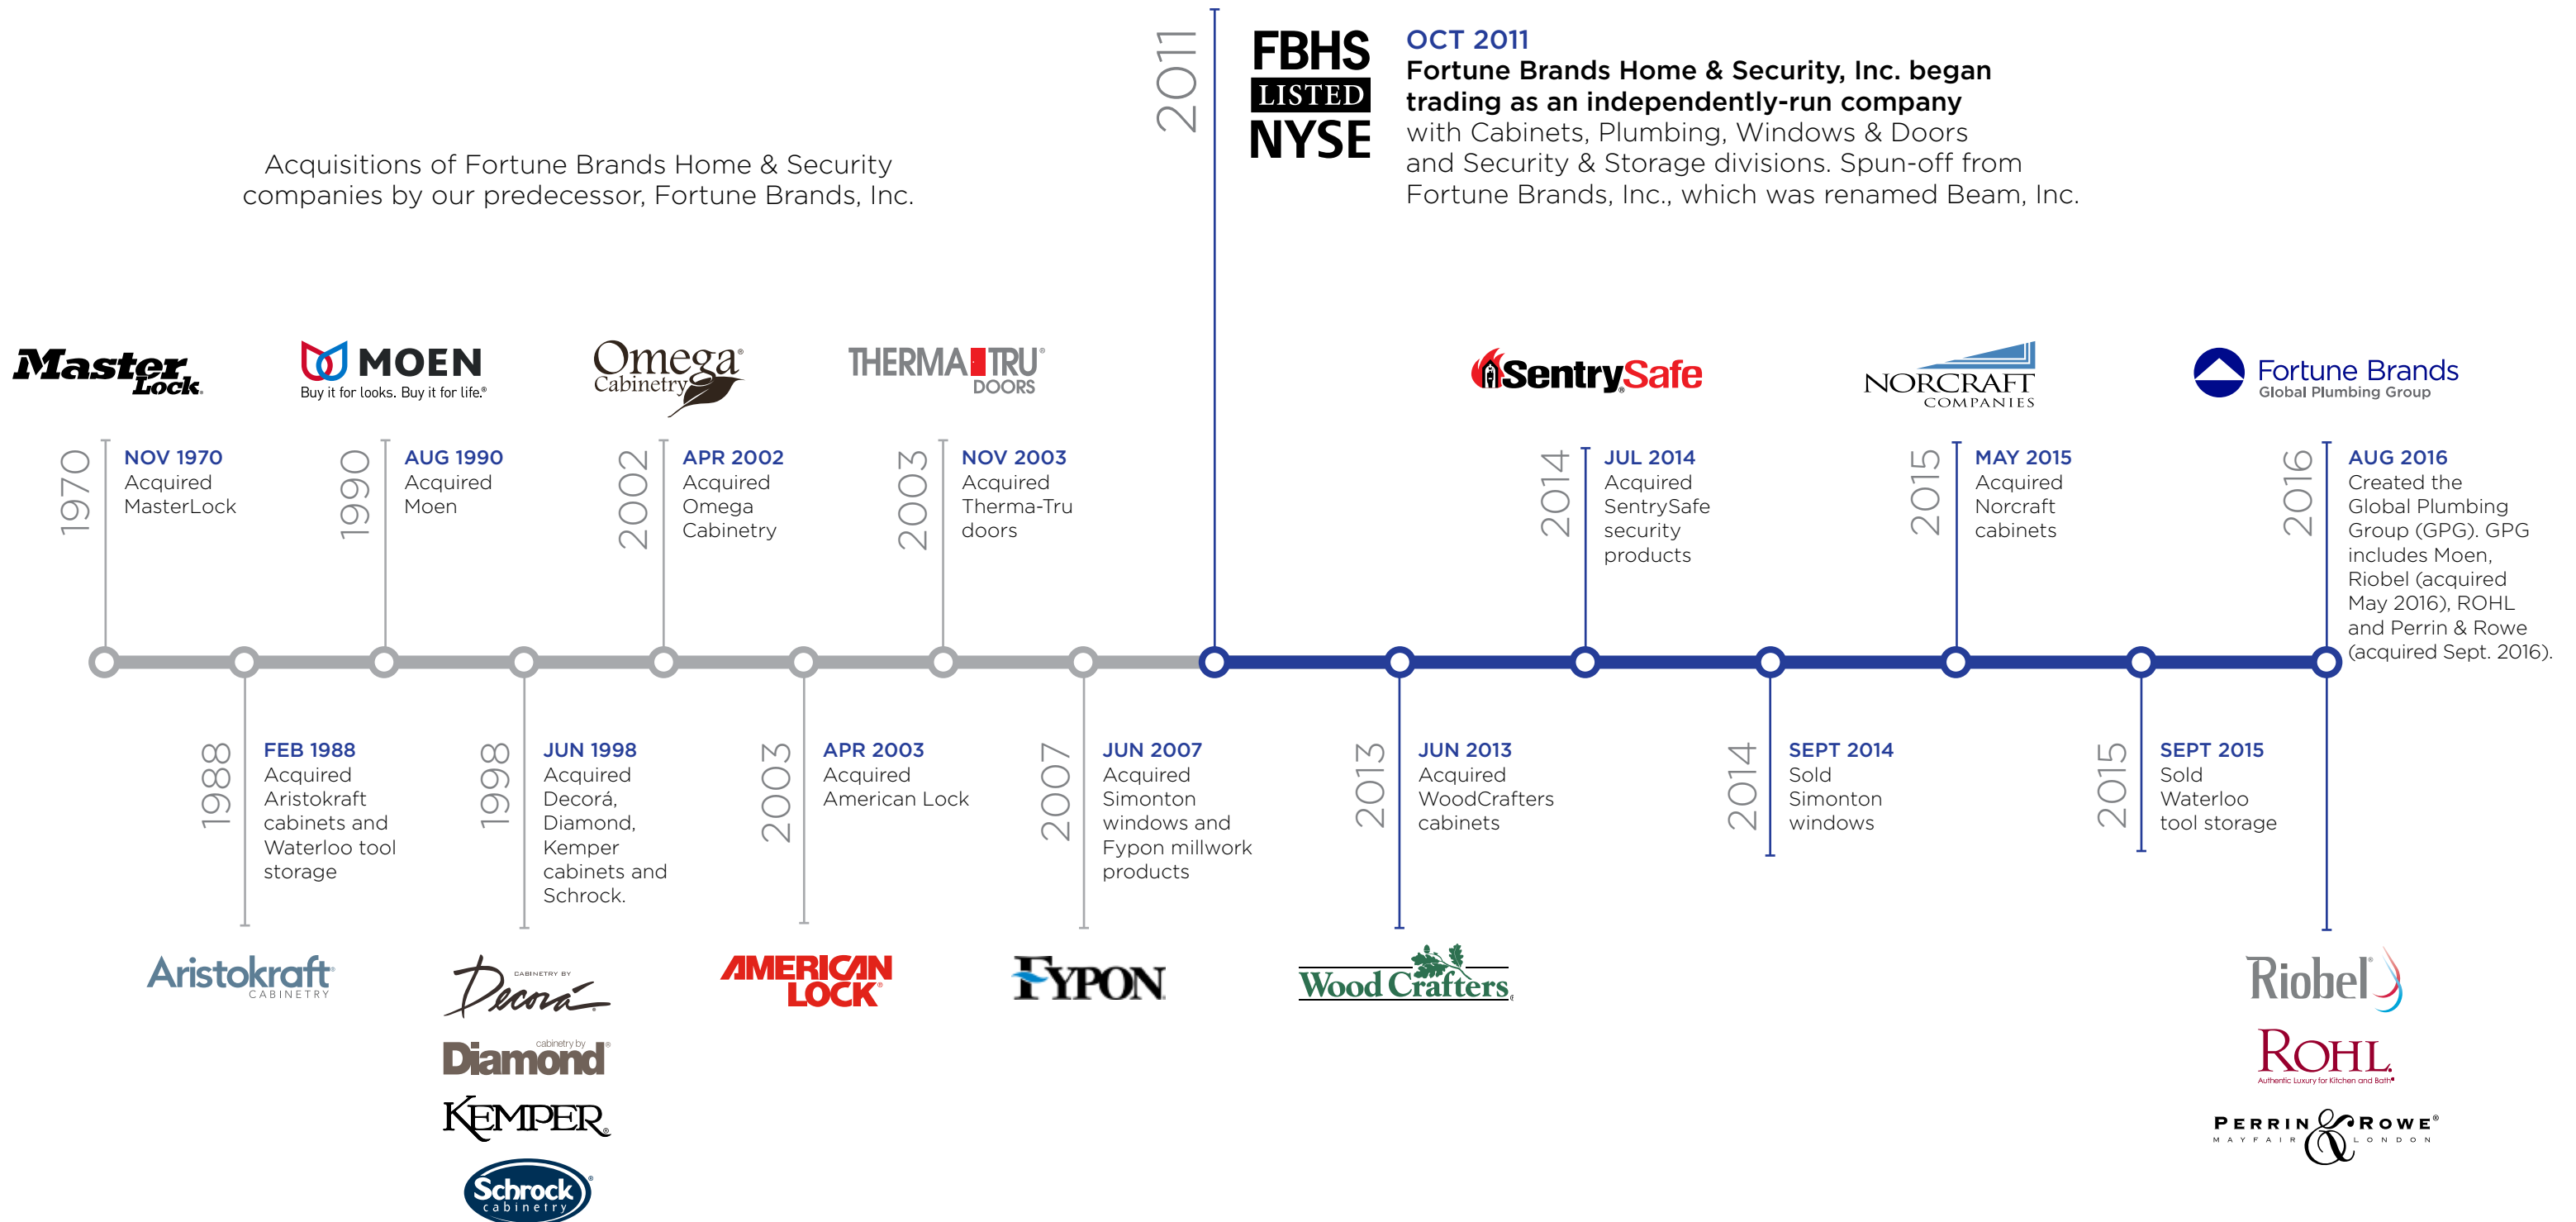 2011
FBHS
LISTED
NYSE
OCT 2011
Fortune Brands Home & Security, Inc. began
trading as an independently-run company
with Cabinets, Plumbing, Windows & Doors
and Security & Storage divisions. Spun-off from
Fortune Brands, Inc., which was renamed Beam, Inc.
Acquisitions of Fortune Brands Home & Security
companies by our predecessor, Fortune Brands, Inc.
Master
Lock®
MOEN
Buy it for looks. Buy it for life.®
Omega®
Cabinetry
THERMA TRU®
DOORS
SentrySafe®
NORCRAFT
COMPANIES
Fortune Brands
Global Plumbing Group
1970
NOV 1970
Acquired
MasterLock
1990
AUG 1990
Acquired
Moen
2002
APR 2002
Acquired
Omega
Cabinetry
2003
NOV 2003
Acquired
Therma-Tru
doors
2014
JUL 2014
Acquired
SentrySafe
security
products
2015
MAY 2015
Acquired
Norcraft
cabinets
2016
AUG 2016
Created the
Global Plumbing
Group (GPG). GPG
includes Moen,
Riobel (acquired
May 2016), ROHL
and Perrin & Rowe
(acquired Sept. 2016).
1988
FEB 1988
Acquired
Aristokraft
cabinets and
Waterloo tool
storage
1998
JUN 1998
Acquired
Decorá,
Diamond,
Kemper
cabinets and
Schrock.
2003
APR 2003
Acquired
American Lock
2007
JUN 2007
Acquired
Simonton
windows and
Fypon millwork
products
2013
JUN 2013
Acquired
WoodCrafters
cabinets
2014
SEPT 2014
Sold
Simonton
windows
2015
SEPT 2015
Sold
Waterloo
tool storage
Aristokraft®
CABINETRY
CABINETRY BY
Decorá®
cabinetry by
Diamond®
KEMPER®
Schrock®
cabinetry
AMERICAN
LOCK®
FYPON®
WoodCrafters®
Riobel®
ROHL®
Authentic Luxury for Kitchen and Bath®
PERRIN & ROWE®
MAYFAIR LONDON